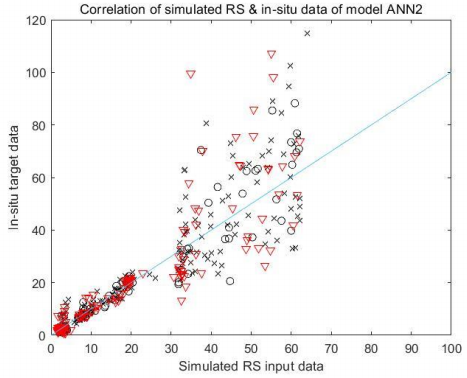 Correlation of simulated RS & in-situ data of model ANN2
120
100
80
60
40
20
0
In-situ target data
0 10 20 30 40 50 60 70 80 90 100
Simulated RS input data